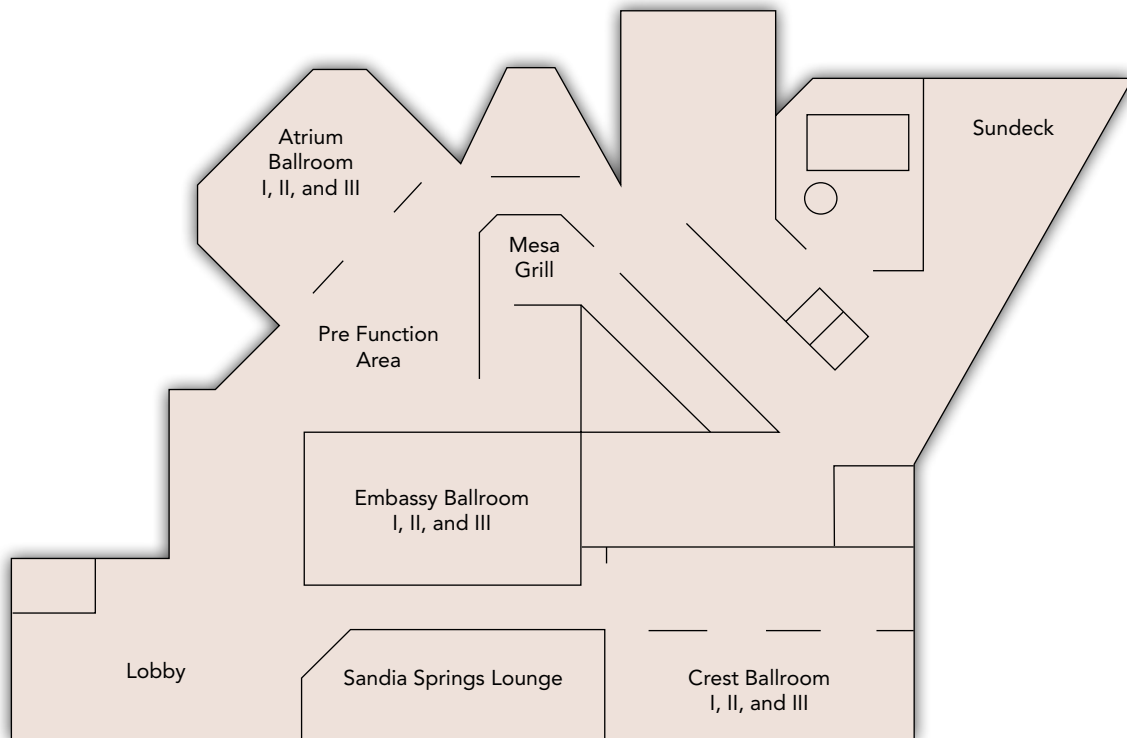 Atrium
Ballroom
I, II, and III
Sundeck
Mesa
Grill
Pre Function
Area
Embassy Ballroom
I, II, and III
Lobby
Sandia Springs Lounge
Crest Ballroom
I, II, and III